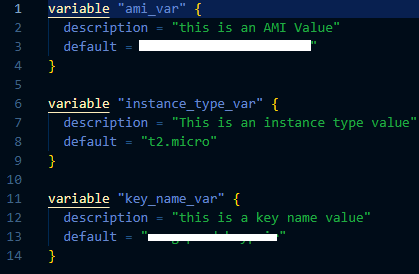 1 variable "ami_var" {
2 description = "this is an AMI Value"
3 default = "
4 }
5
6 variable "instance_type_var" {
7 description = "This is an instance type value"
8 default = "t2.micro"
9 }
10
11 variable "key_name_var" {
12 description = "this is a key name value"
13 default = " "
14 }